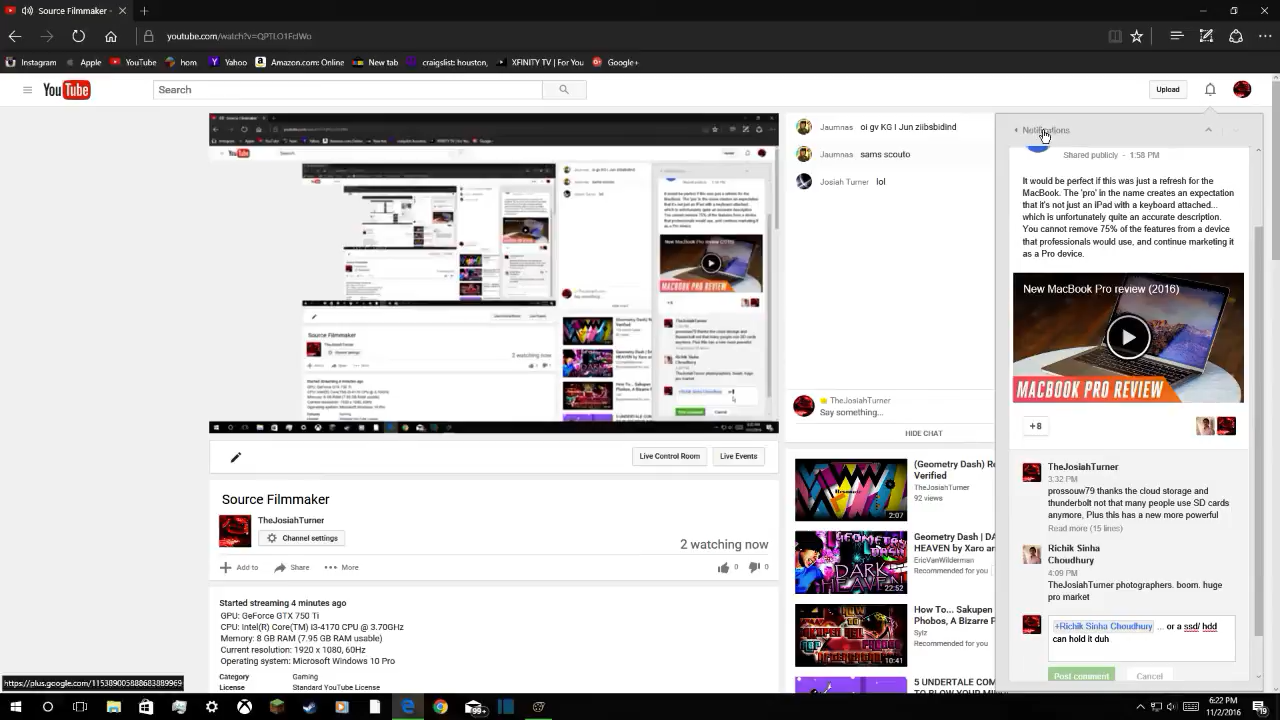 Source Filmmaker -
youtube.com/watch?v=QPTLO1FclWo
Instagram Apple YouTube hom Yahoo Amazon.com: Online New tab craigslist: houston, XFINITY TV | For You Google+
YouTube Search Upload
Jaumnas oi gv KG I Jun ziibsbidind
Jaumnas sams scouto
Josiah Turner lol
TheJosiahTurner
Say something...
HIDE CHAT
Notifications
Shared publicly - 1:58 PM
It would be perfect if this was a refresh for the
MacBook. The 'pro' in the name creates an expectation
that it's not just an iPad with a keyboard attached...
which is unfortunately quite an accurate description.
You cannot remove 75% of the features from a device
that professionals would use, and continue marketing it
as a Pro device.
New MacBook Pro review (2016)
MACBOOK PRO REVIEW
+8
TheJosiahTurner
3:32 PM
prossouw79 thanks the cloud storage and
thunderbolt not that many people use SD cards
anymore, Plus this has a new more powerful
Read more (15 lines)
Richik Sinha
Choudhury
4:09 PM
TheJosiahTurner photographers. boom. huge
pro market
+Richik Sinha Choudhury ... or a ssd/ hdd
can hold it duh
Post comment Cancel
Live Control Room Live Events
Source Filmmaker
TheJosiahTurner
Channel settings
2 watching now
Add to Share More 0 0
Started streaming 4 minutes ago
GPU: GeForce GTX 750 Ti
CPU: Intel(R) Core(TM) i3-4170 CPU @ 3.70GHz
Memory: 8 GB RAM (7.95 GB RAM usable)
Current resolution: 1920 x 1080, 60Hz
Operating system: Microsoft Windows 10 Pro
Category Gaming
License Standard YouTube License
(Geometry Dash) Re
Verified
TheJosiahTurner
92 views
2:07
Geometry Dash | DA
HEAVEN by Xaro an
EricVanWilderman
Recommended for you
22:52
How To... Sakupen
Phobos, A Bizarre F
Sylz
Recommended for you
10:41
5 UNDERTALE COM
https://plus.google.com/115389005888683889969
6:22 PM
11/2/2016